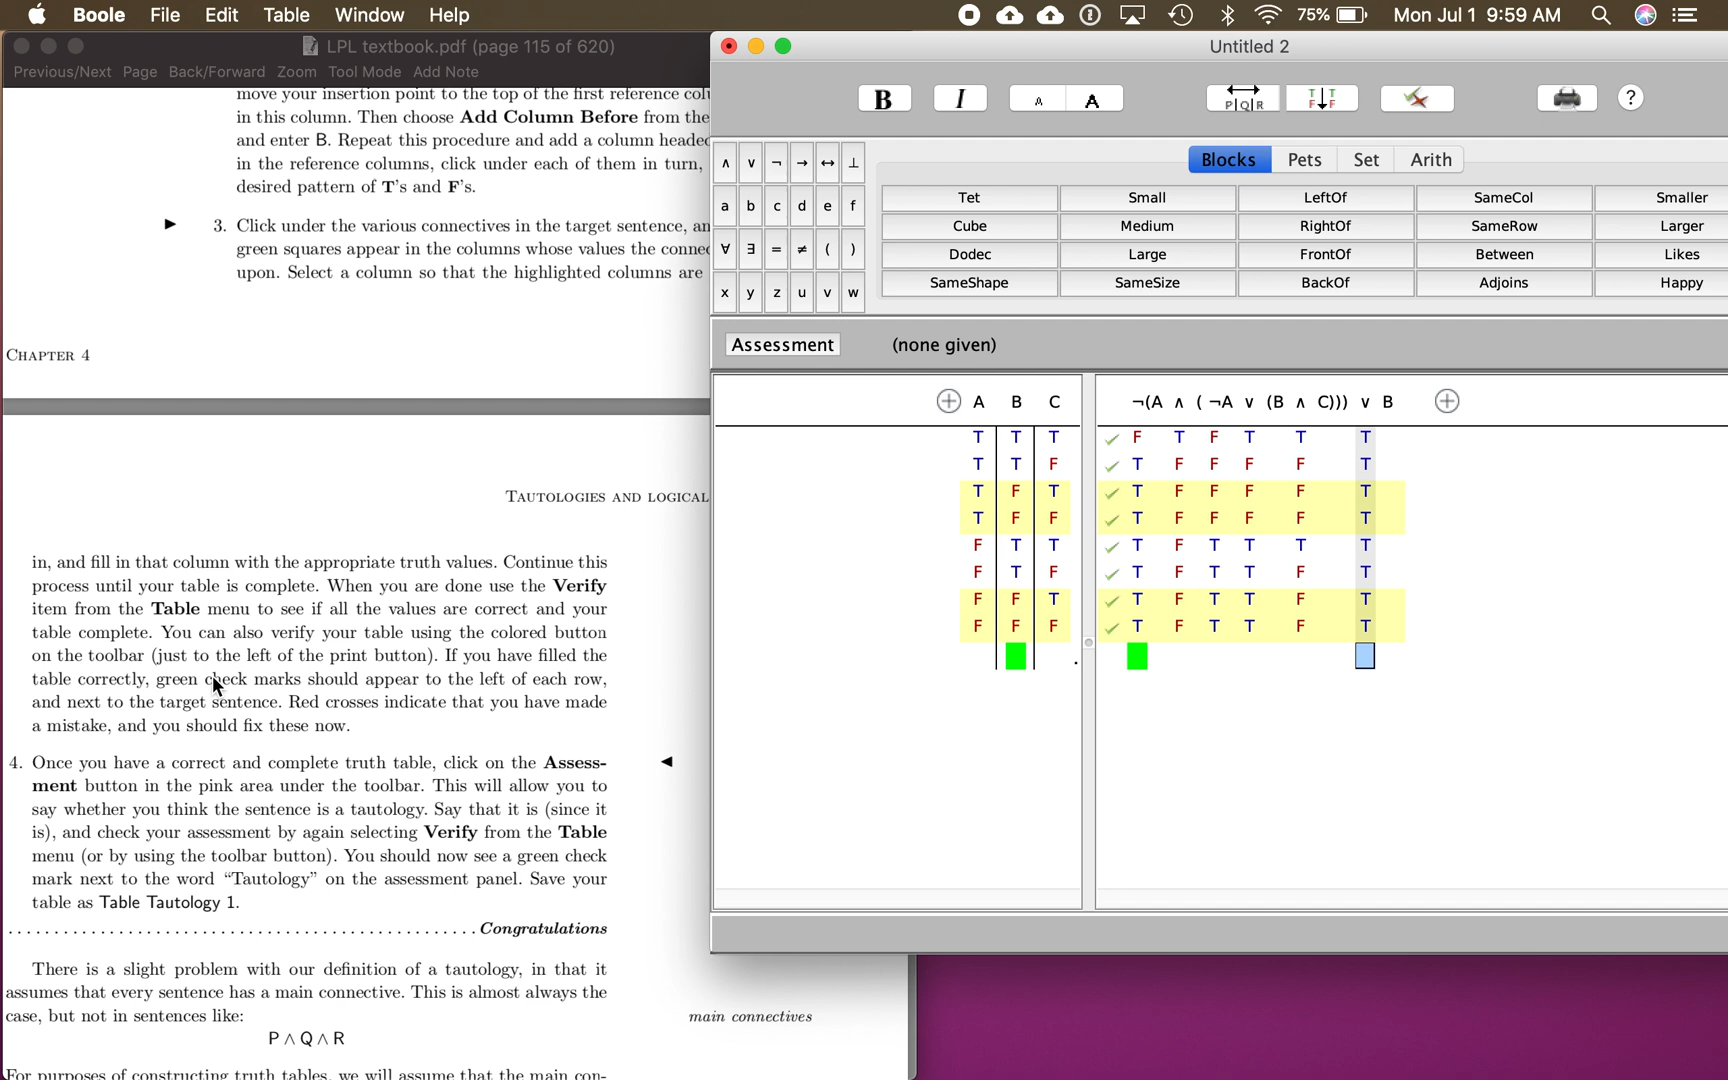 Boole File Edit Table Window Help 75% Mon Jul 1 9:59 AM
LPL textbook.pdf (page 115 of 620)
Previous/Next Page Back/Forward Zoom Tool Mode Add Note
move your insertion point to the top of the first reference colu
in this column. Then choose Add Column Before from the
and enter B. Repeat this procedure and add a column headed
in the reference columns, click under each of them in turn,
desired pattern of T's and F's.
► 3. Click under the various connectives in the target sentence, an
green squares appear in the columns whose values the connec
upon. Select a column so that the highlighted columns are
Chapter 4
Tautologies and logical
in, and fill in that column with the appropriate truth values. Continue this
process until your table is complete. When you are done use the Verify
item from the Table menu to see if all the values are correct and your
table complete. You can also verify your table using the colored button
on the toolbar (just to the left of the print button). If you have filled the
table correctly, green check marks should appear to the left of each row,
and next to the target sentence. Red crosses indicate that you have made
a mistake, and you should fix these now.
4. Once you have a correct and complete truth table, click on the Assess- ◄
ment button in the pink area under the toolbar. This will allow you to
say whether you think the sentence is a tautology. Say that it is (since it
is), and check your assessment by again selecting Verify from the Table
menu (or by using the toolbar button). You should now see a green check
mark next to the word “Tautology” on the assessment panel. Save your
table as Table Tautology 1.
. . . . . . . . . . . . . . . . . . . . . . . . . . . . . . . . . . . . . . . . . . . . . . . . Congratulations
There is a slight problem with our definition of a tautology, in that it
assumes that every sentence has a main connective. This is almost always the
case, but not in sentences like:
main connectives
P ∧ Q ∧ R
For purposes of constructing truth tables, we will assume that the main con-
Untitled 2
B I A A P|Q|R T T F F ?
∧ ∨ ¬ → ↔ ⊥
a b c d e f
∀ ∃ = ≠ ( )
x y z u v w
Blocks Pets Set Arith
Tet Small LeftOf SameCol Smaller
Cube Medium RightOf SameRow Larger
Dodec Large FrontOf Between Likes
SameShape SameSize BackOf Adjoins Happy
Assessment (none given)
A B C ¬(A ∧ ( ¬A ∨ (B ∧ C))) ∨ B
T T T F T F T T T
T T F T F F F F T
T F T T F F F F T
T F F T F F F F T
F T T T F T T T T
F T F T F T T F T
F F T T F T T F T
F F F T F T T F T